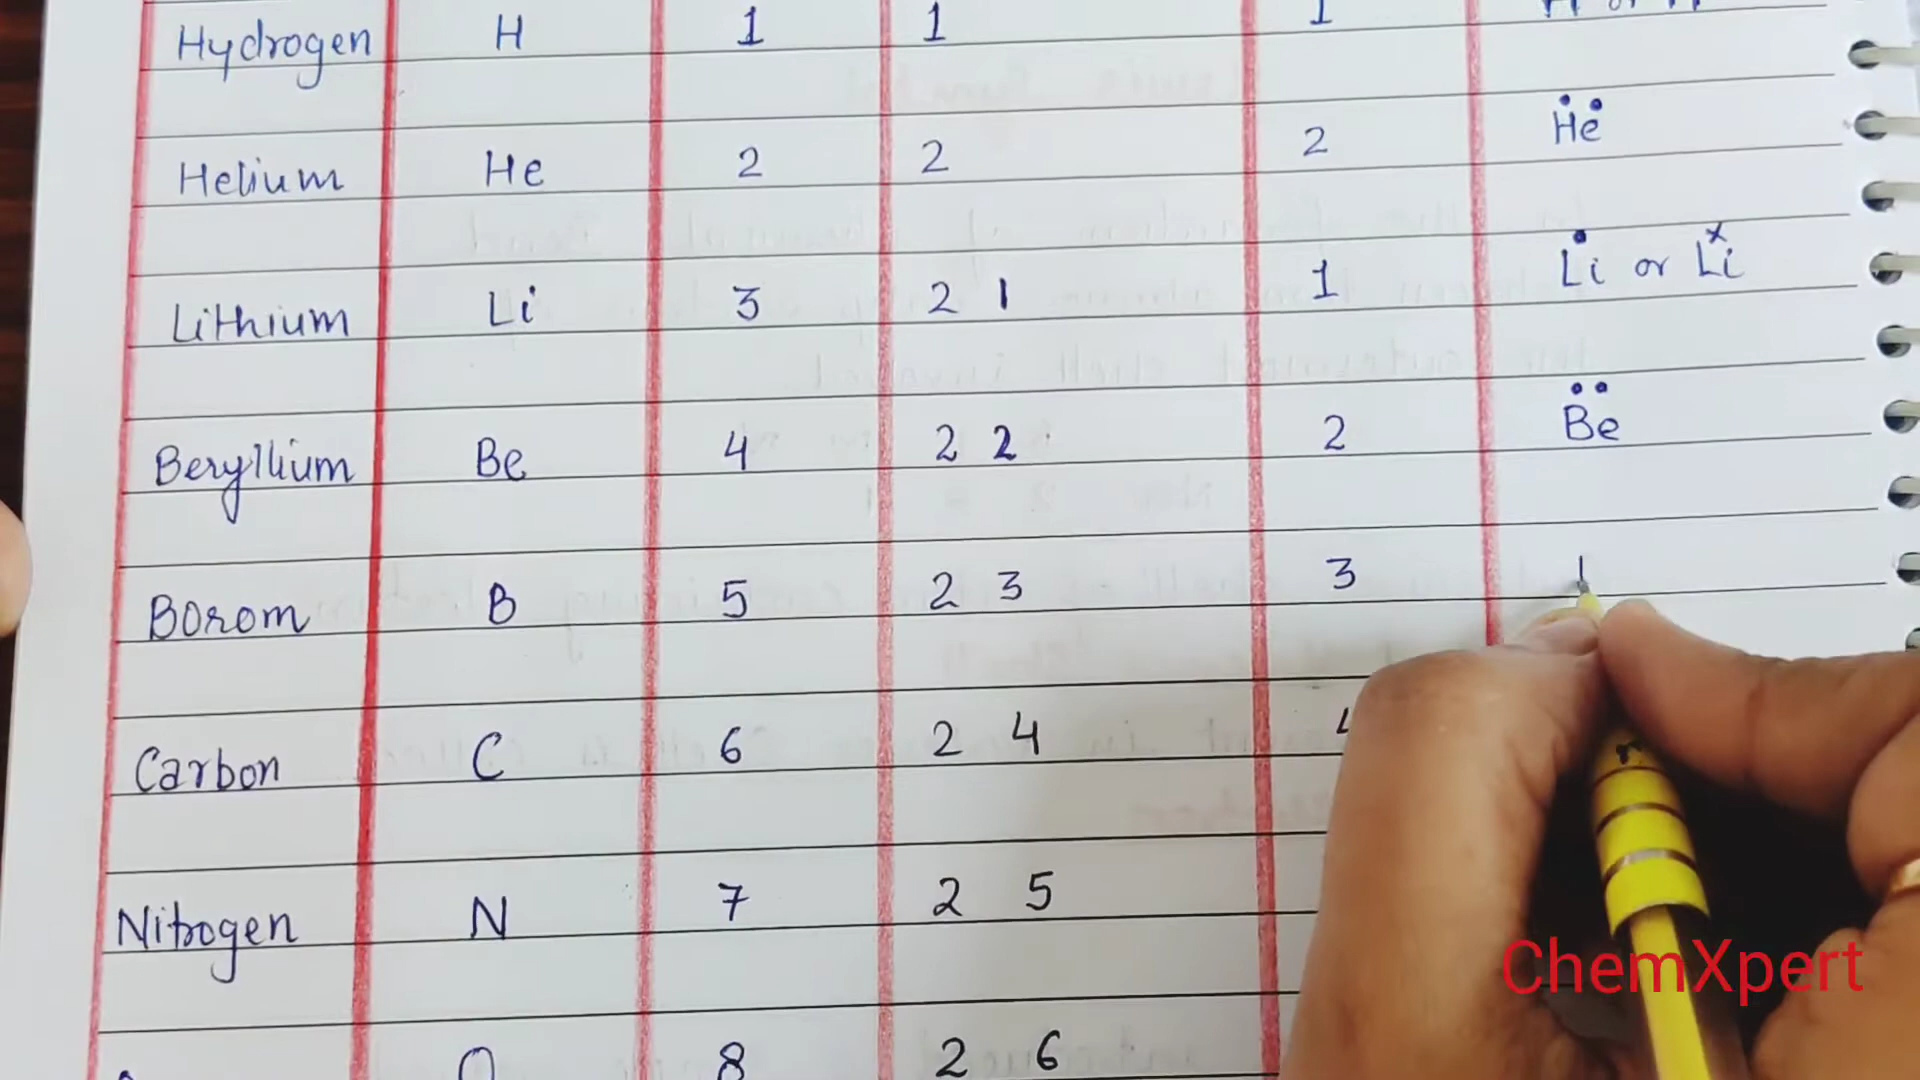 Hydrogen H 1 1 1 H or H
Helium He 2 2 2 He
Lithium Li 3 2 1 1 Li or Li
Beryllium Be 4 2 2 2 Be
Borom B 5 2 3 3
Carbon C 6 2 4 4
Nitrogen N 7 2 5
O 8 2 6
ChemXpert